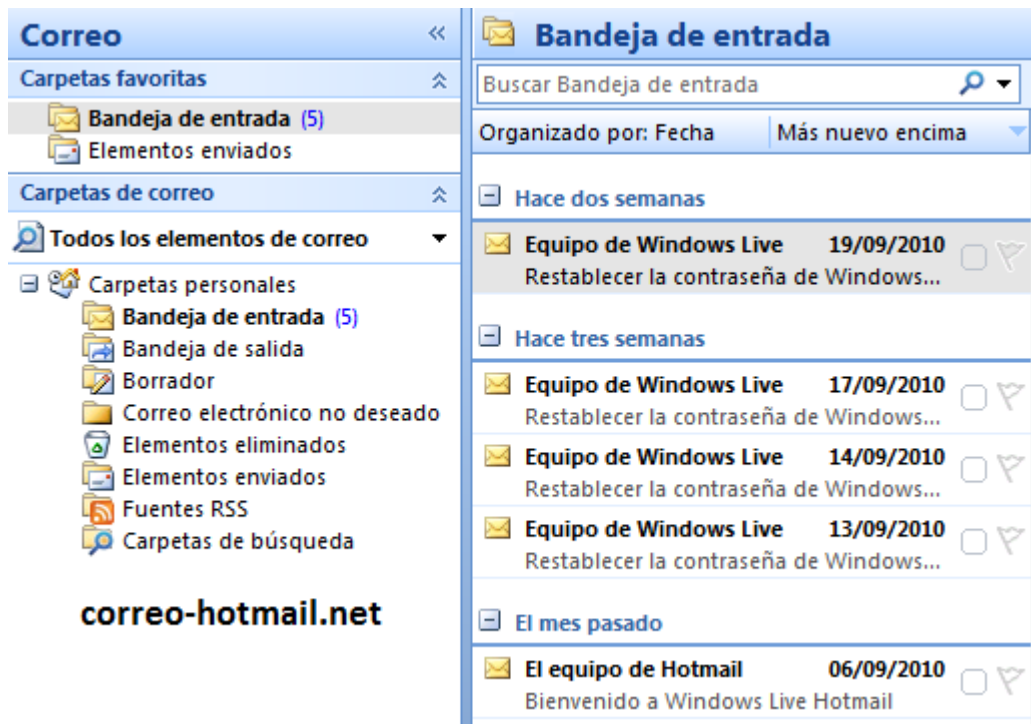 Correo
Carpetas favoritas
Bandeja de entrada (5)
Elementos enviados
Carpetas de correo
Todos los elementos de correo
Carpetas personales
Bandeja de entrada (5)
Bandeja de salida
Borrador
Correo electrónico no deseado
Elementos eliminados
Elementos enviados
Fuentes RSS
Carpetas de búsqueda
correo-hotmail.net
Bandeja de entrada
Buscar Bandeja de entrada
Organizado por: Fecha Más nuevo encima
Hace dos semanas
Equipo de Windows Live 19/09/2010
Restablecer la contraseña de Windows...
Hace tres semanas
Equipo de Windows Live 17/09/2010
Restablecer la contraseña de Windows...
Equipo de Windows Live 14/09/2010
Restablecer la contraseña de Windows...
Equipo de Windows Live 13/09/2010
Restablecer la contraseña de Windows...
El mes pasado
El equipo de Hotmail 06/09/2010
Bienvenido a Windows Live Hotmail